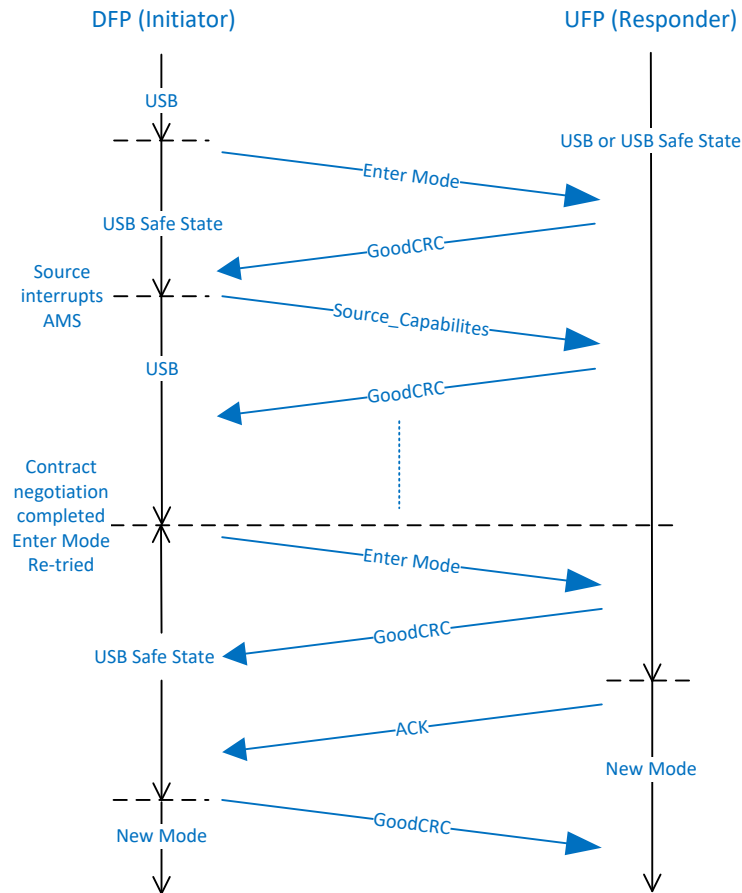 DFP (Initiator)
UFP (Responder)
USB
USB or USB Safe State
Enter Mode
USB Safe State
GoodCRC
Source
interrupts
AMS
Source_Capabilites
USB
GoodCRC
Contract
negotiation
completed
Enter Mode
Re-tried
Enter Mode
GoodCRC
USB Safe State
ACK
New Mode
GoodCRC
New Mode